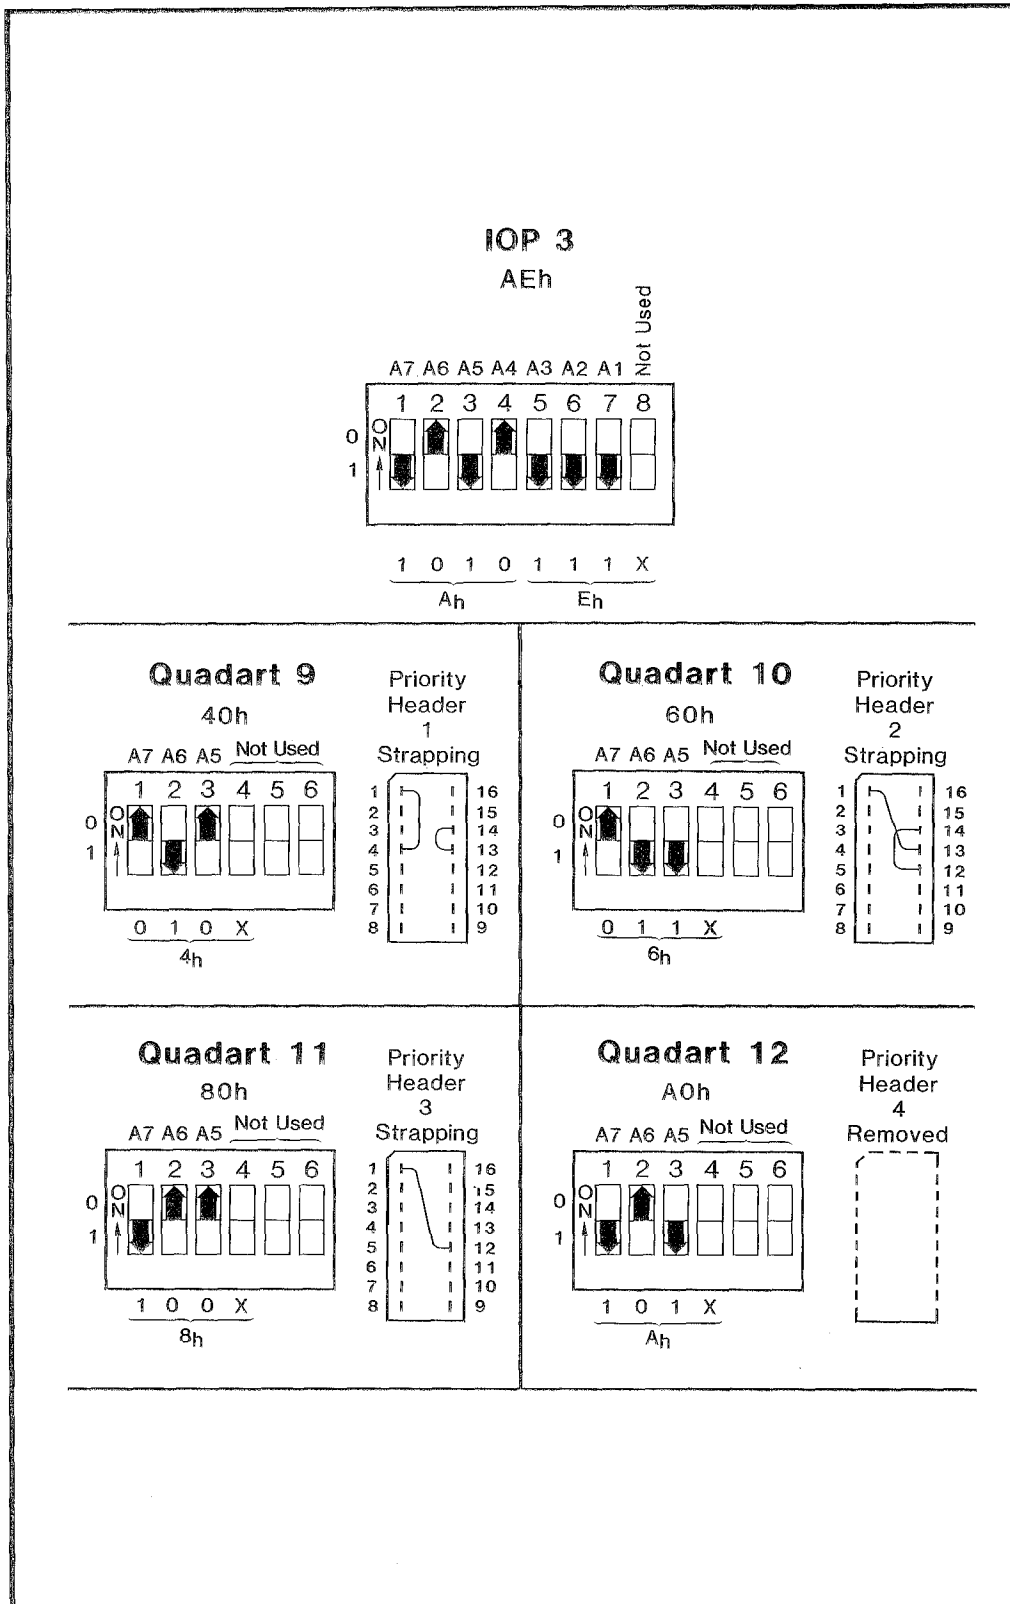 IOP 3
AEh
A7 A6 A5 A4 A3 A2 A1 Not Used
1 2 3 4 5 6 7 8
0 ON
1
1 0 1 0 1 1 1 X
Ah Eh
Quadart 9
40h
A7 A6 A5 Not Used
1 2 3 4 5 6
0 ON
1
0 1 0 X
4h
Priority
Header
1
Strapping
1 16
2 15
3 14
4 13
5 12
6 11
7 10
8 9
Quadart 10
60h
A7 A6 A5 Not Used
1 2 3 4 5 6
0 ON
1
0 1 1 X
6h
Priority
Header
2
Strapping
1 16
2 15
3 14
4 13
5 12
6 11
7 10
8 9
Quadart 11
80h
A7 A6 A5 Not Used
1 2 3 4 5 6
0 ON
1
1 0 0 X
8h
Priority
Header
3
Strapping
1 16
2 15
3 14
4 13
5 12
6 11
7 10
8 9
Quadart 12
A0h
A7 A6 A5 Not Used
1 2 3 4 5 6
0 ON
1
1 0 1 X
Ah
Priority
Header
4
Removed